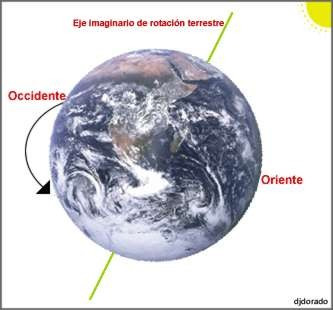 Eje imaginario de rotación terrestre
Occidente
Oriente
djdorado